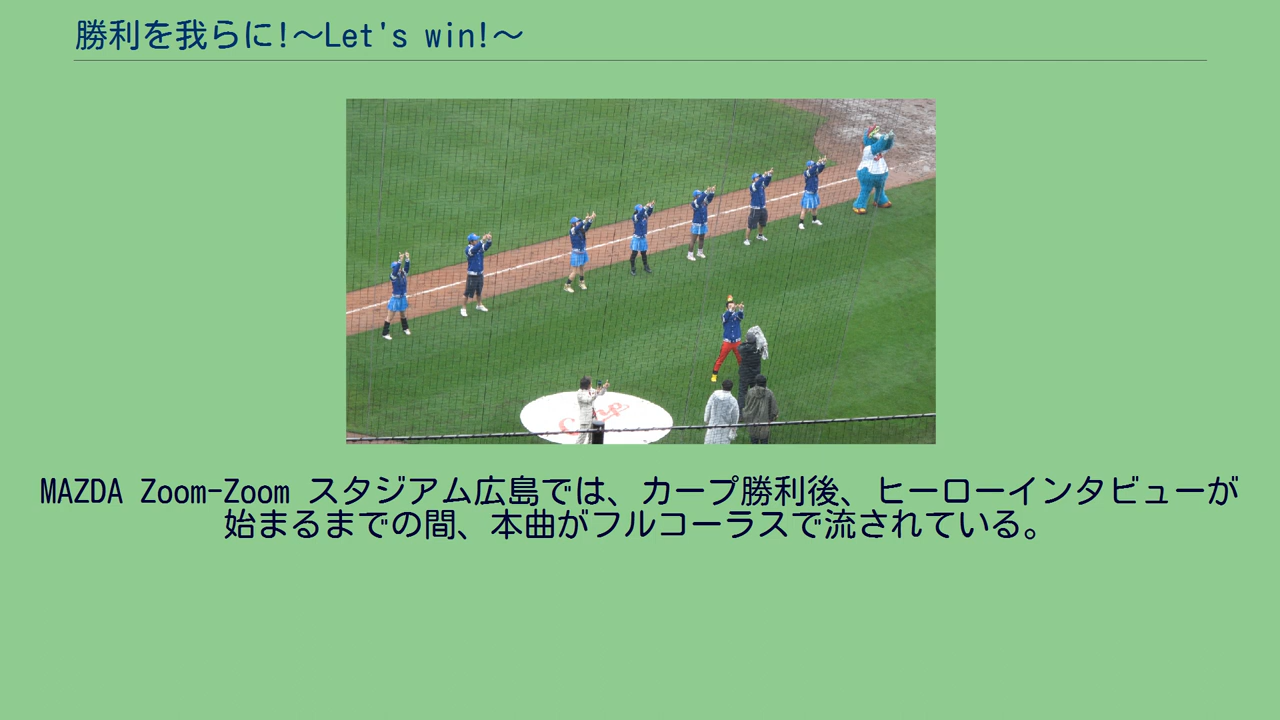 勝利を我らに!～Let's win!～
Carp
MAZDA Zoom-Zoom スタジアム広島では、カープ勝利後、ヒーローインタビューが
始まるまでの間、本曲がフルコーラスで流されている。